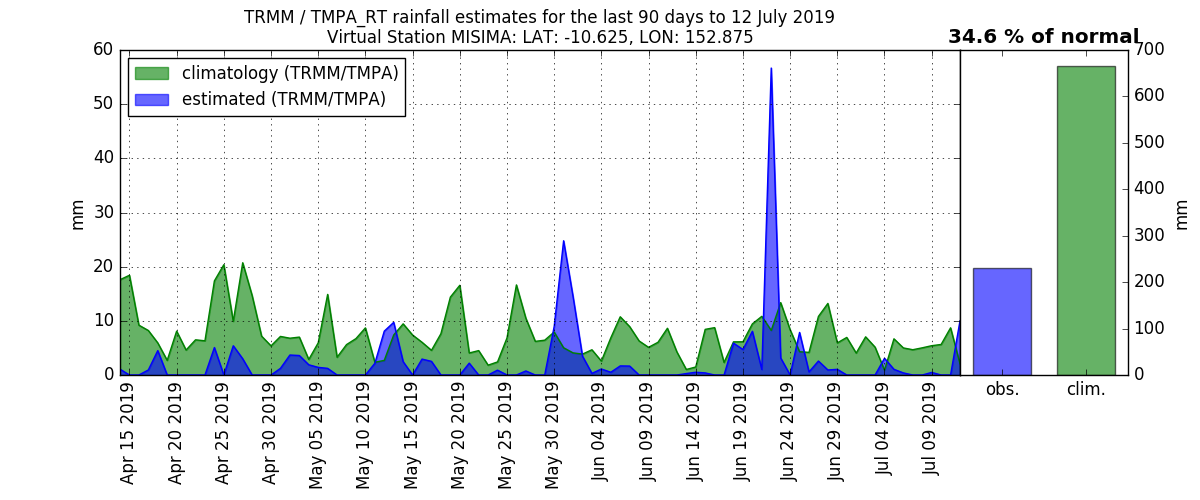 TRMM / TMPA_RT rainfall estimates for the last 90 days to 12 July 2019
Virtual Station MISIMA: LAT: -10.625, LON: 152.875
34.6 % of normal
climatology (TRMM/TMPA)
estimated (TRMM/TMPA)
60
50
40
30
20
10
0
mm
Apr 15 2019
Apr 20 2019
Apr 25 2019
Apr 30 2019
May 05 2019
May 10 2019
May 15 2019
May 20 2019
May 25 2019
May 30 2019
Jun 04 2019
Jun 09 2019
Jun 14 2019
Jun 19 2019
Jun 24 2019
Jun 29 2019
Jul 04 2019
Jul 09 2019
700
600
500
400
300
200
100
0
mm
obs.
clim.